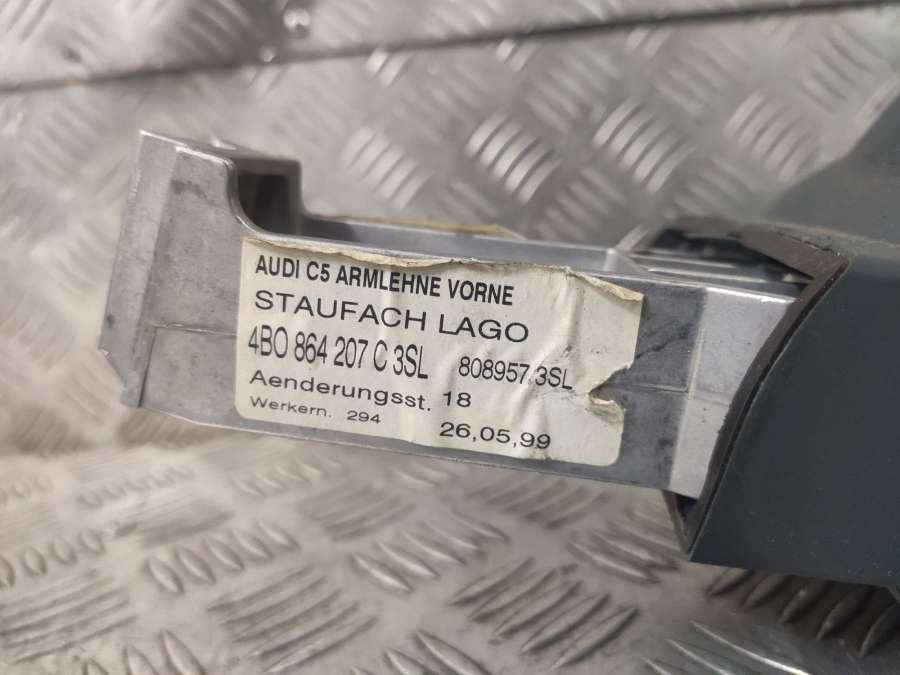 AUDI C5 ARMLEHNE VORNE
STAUFACH LAGO
4B0 864 207 C 3SL 808957/3SL
Aenderungsst. 18
Werkern. 294 26,05,99